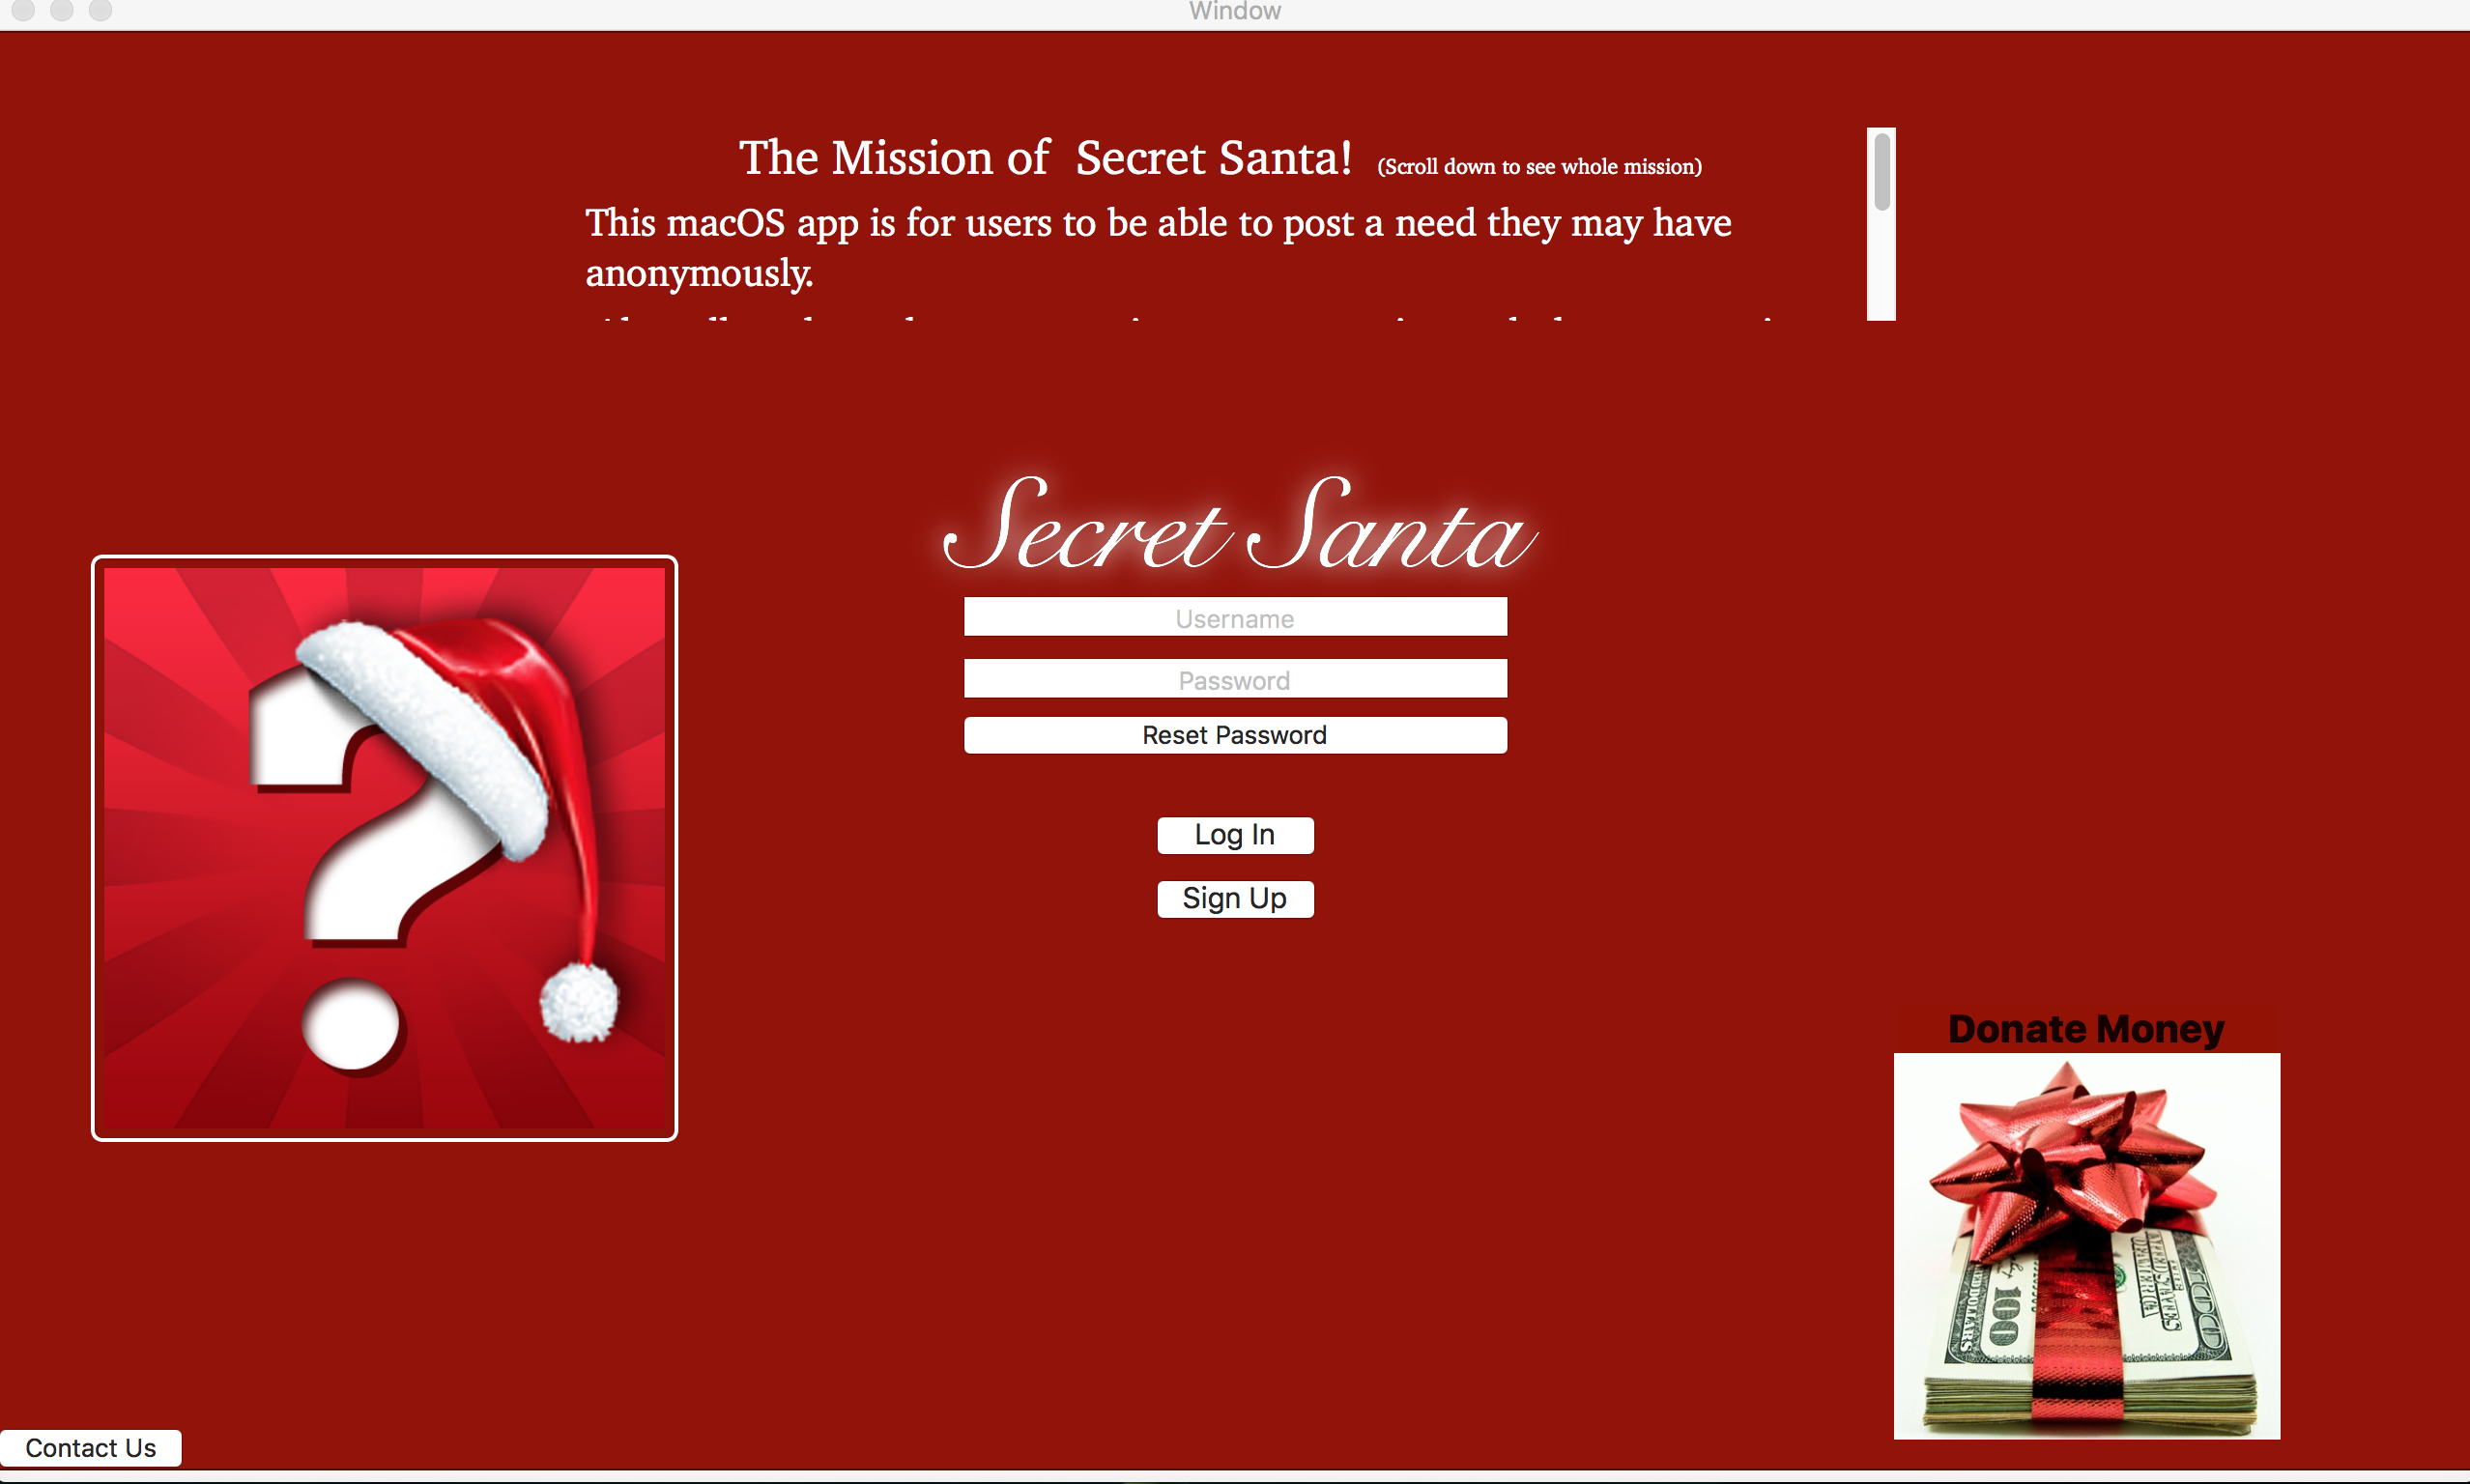 Window
The Mission of  Secret Santa!  (Scroll down to see whole mission)
This macOS app is for users to be able to post a need they may have
anonymously.
Secret Santa
Username
Password
Reset Password
Log In
Sign Up
?
Donate Money
100
Contact Us